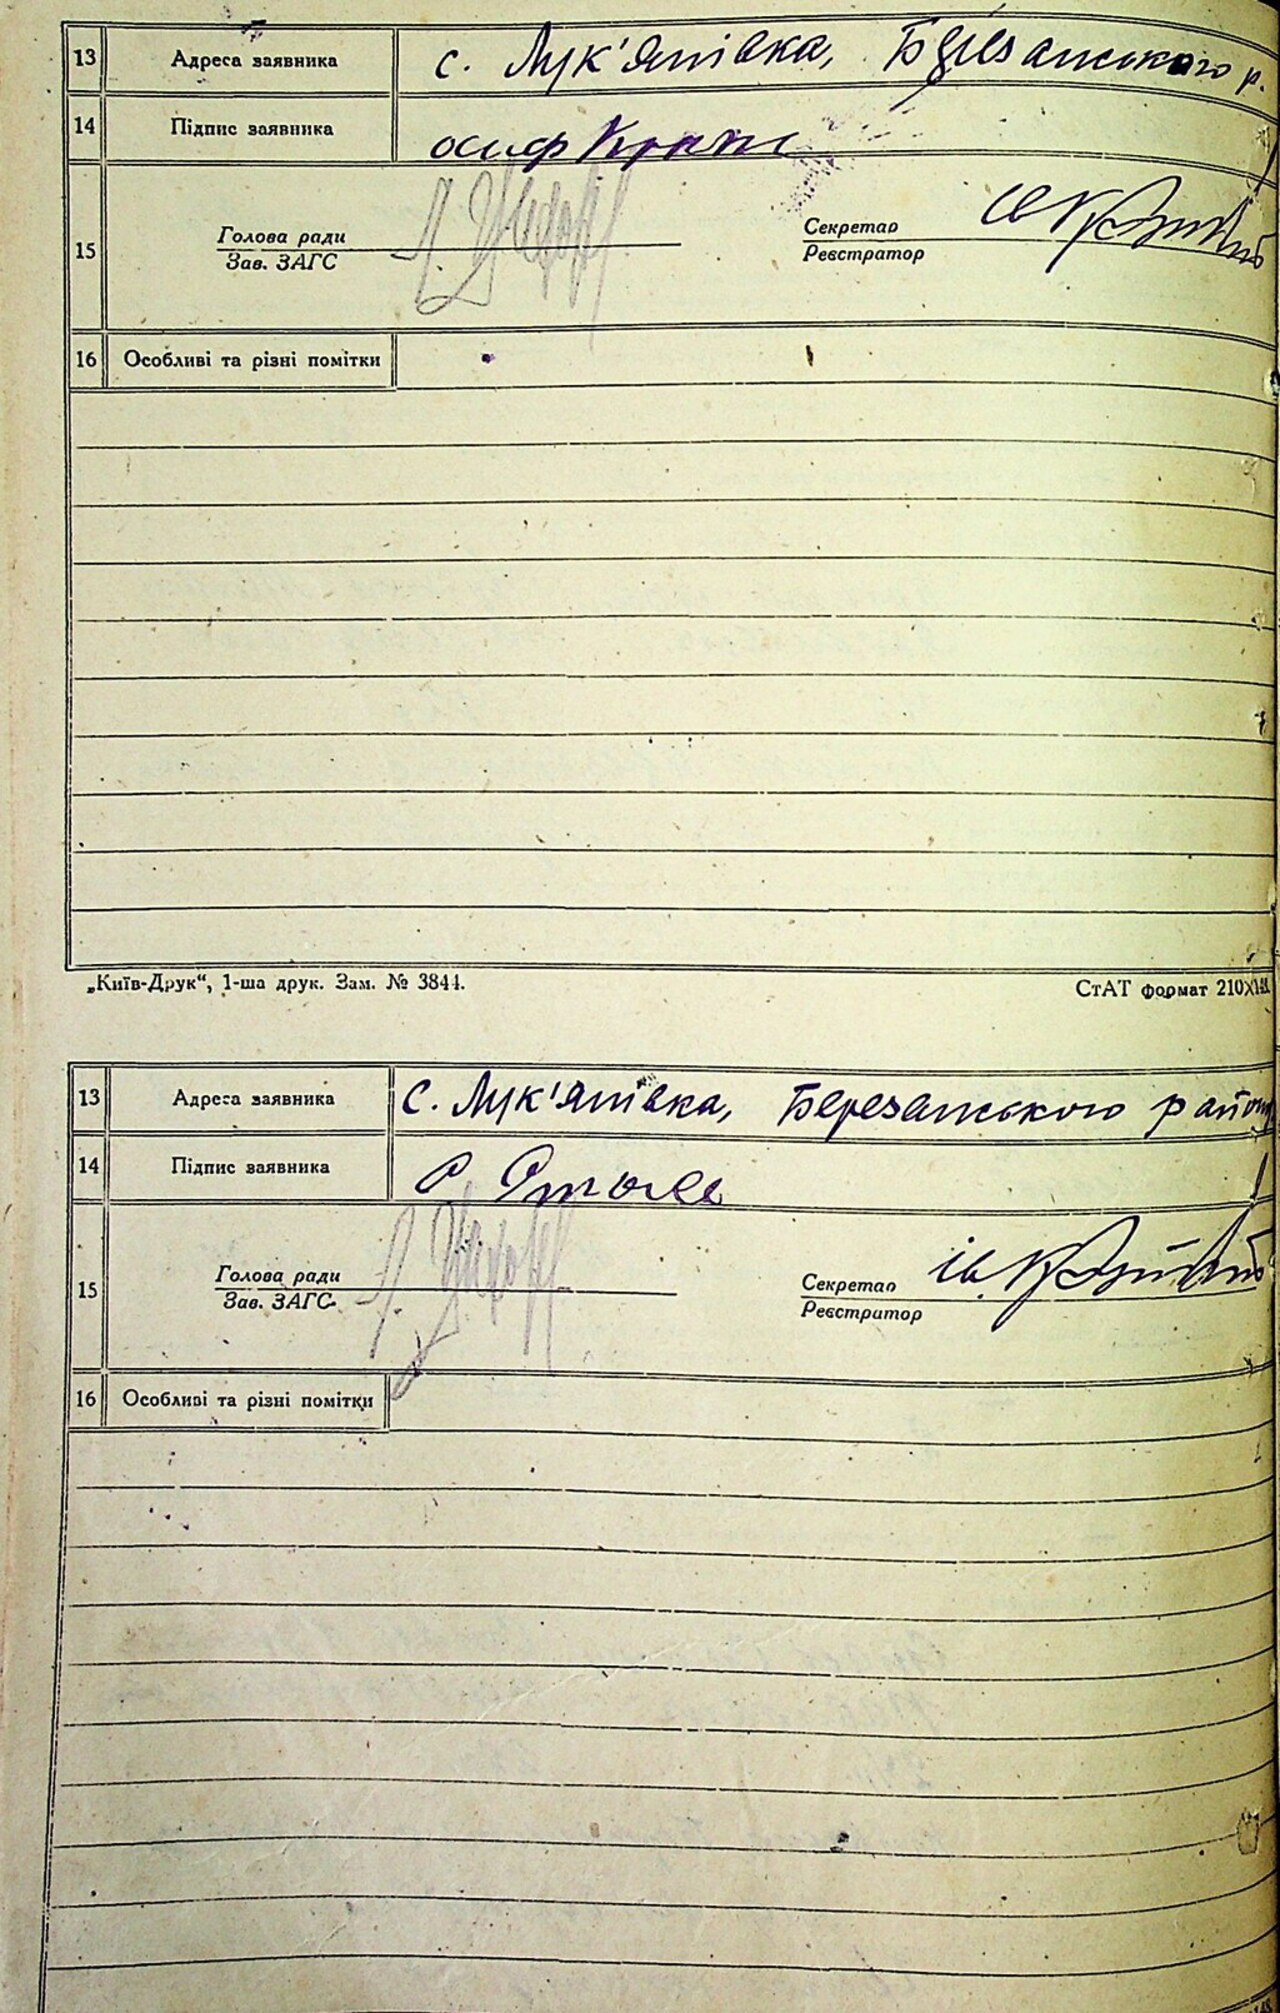 13 Адреса заявника с. Лук'янівка, Березанського р.
14 Підпис заявника осиф
Голова ради Секретар
15
Зав. ЗАГС Реєстратор
16 Особливі та різні помітки
„Київ-Друк“, 1-ша друк. Зам. № 3844. СтАТ формат
13 Адреса заявника с. Лук'янівка, Березанського району
14 Підпис заявника
Голова ради Секретар
15
Зав. ЗАГС Реєстратор
16 Особливі та різні помітки